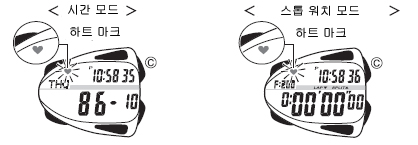 < 시간 모드 >
하트 마크
©
P 10:58 35
THU
86-10
< 스톱 워치 모드 >
하트 마크
©
P 10:58 36
LAP SPLIT
0:00'00"00